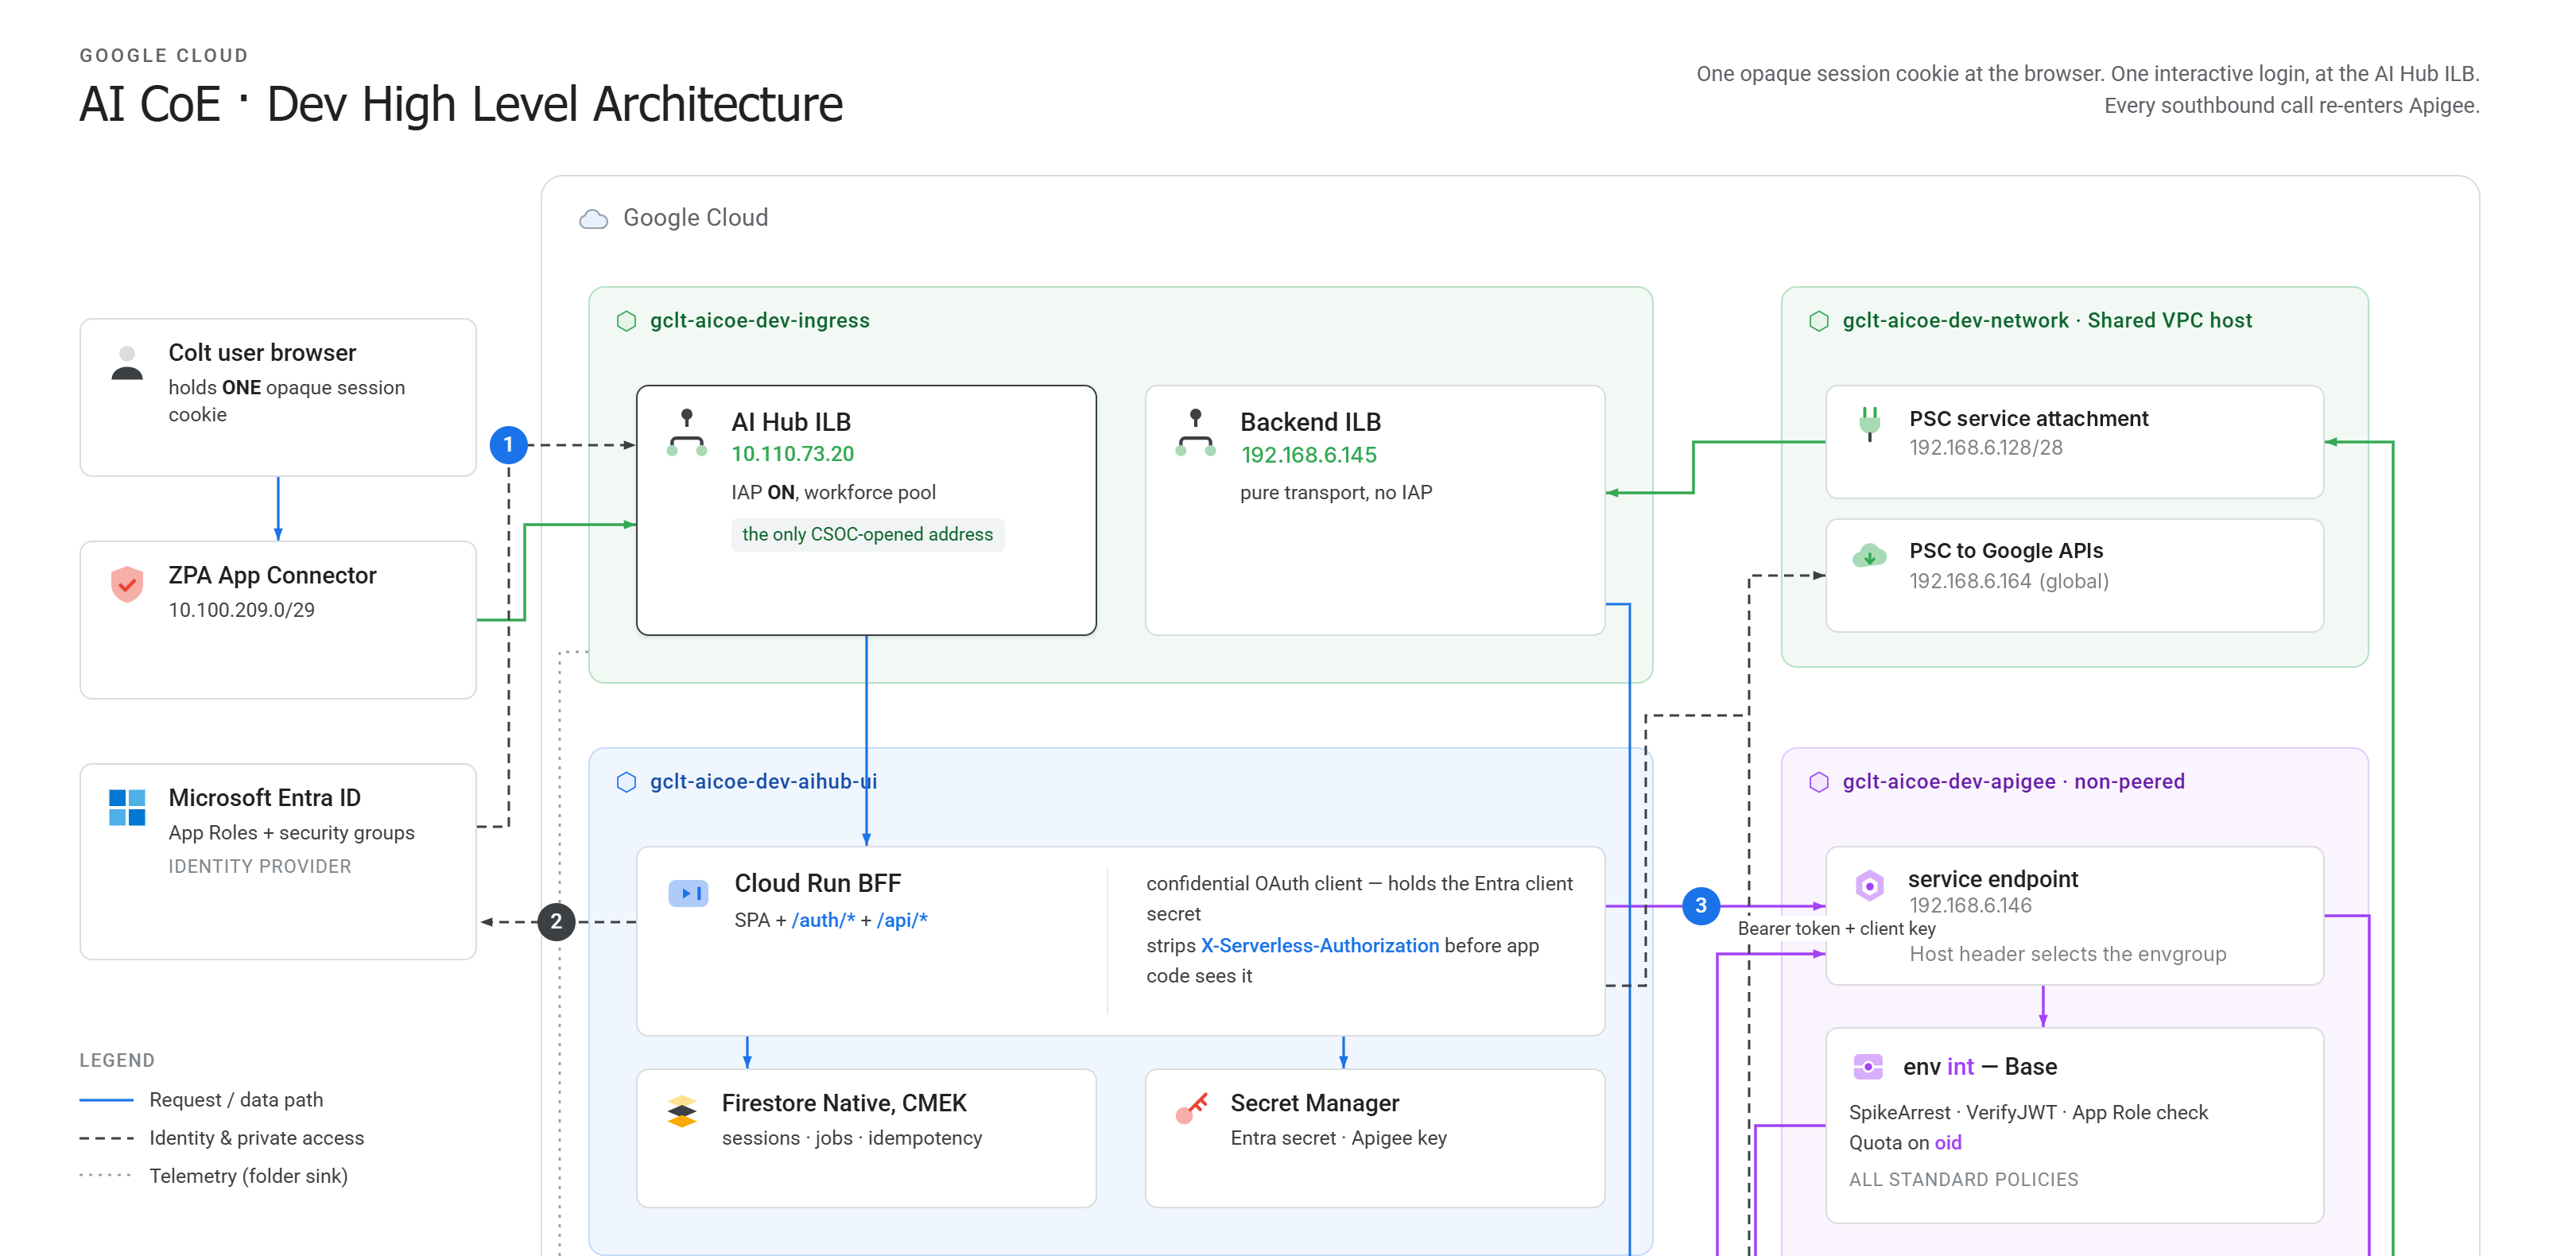 GOOGLE CLOUD
AI CoE · Dev High Level Architecture
One opaque session cookie at the browser. One interactive login, at the AI Hub ILB.
Every southbound call re-enters Apigee.
Google Cloud
gclt-aicoe-dev-ingress
gclt-aicoe-dev-network · Shared VPC host
Colt user browser
holds ONE opaque session
cookie
1
AI Hub ILB
10.110.73.20
IAP ON, workforce pool
the only CSOC-opened address
Backend ILB
192.168.6.145
pure transport, no IAP
PSC service attachment
192.168.6.128/28
PSC to Google APIs
192.168.6.164 (global)
ZPA App Connector
10.100.209.0/29
Microsoft Entra ID
App Roles + security groups
IDENTITY PROVIDER
gclt-aicoe-dev-aihub-ui
gclt-aicoe-dev-apigee · non-peered
2
Cloud Run BFF
SPA + /auth/* + /api/*
confidential OAuth client — holds the Entra client
secret
strips X-Serverless-Authorization before app
code sees it
3
Bearer token + client key
service endpoint
192.168.6.146
Host header selects the envgroup
env int — Base
SpikeArrest · VerifyJWT · App Role check
Quota on oid
ALL STANDARD POLICIES
Firestore Native, CMEK
sessions · jobs · idempotency
Secret Manager
Entra secret · Apigee key
LEGEND
Request / data path
Identity & private access
Telemetry (folder sink)